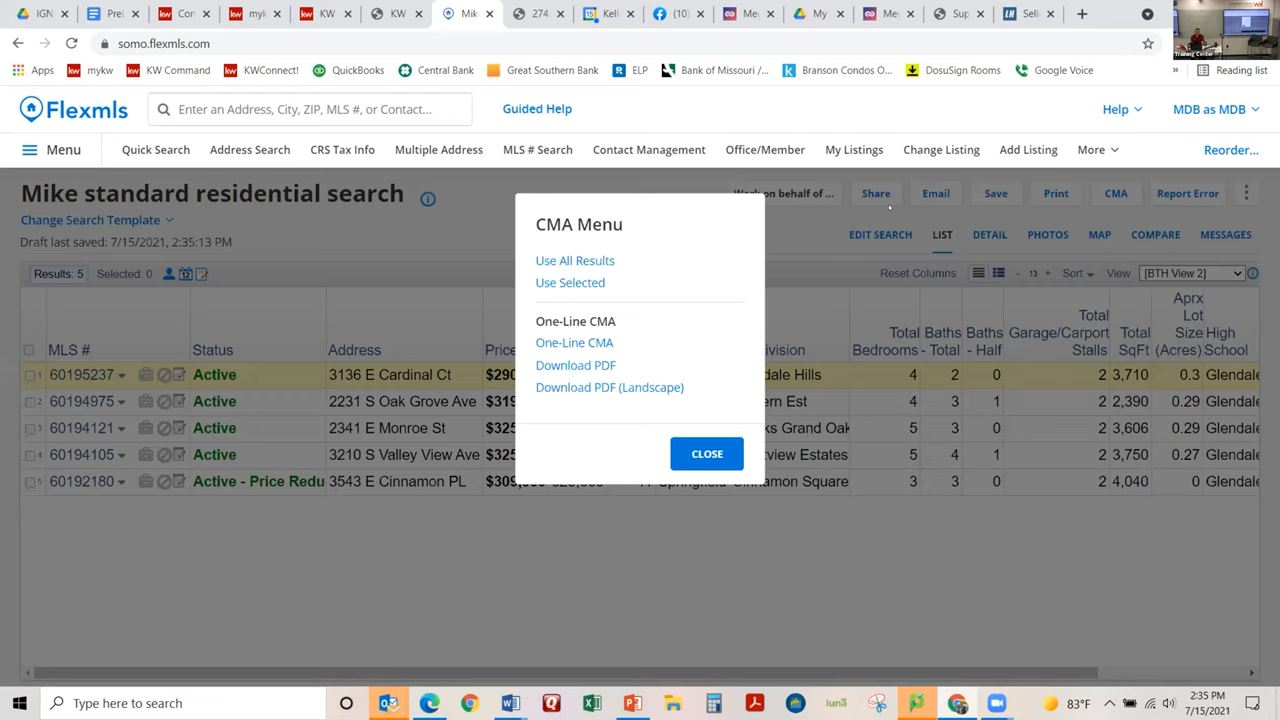 IGN
Prel
Con
myk
KW
KW
Mike
274
Kell
(10)
Me
My
Me
Sup
Sell
somo.flexmls.com
Training Center
Apps
mykw
KW Command
KWConnect!
QuickBooks
Central Bank
Great Southern Bank
ELP
Bank of Missouri /...
Branson Condos O...
DosuSign Rooms
Google Voice
»
Reading list
Flexmls
Enter an Address, City, ZIP, MLS #, or Contact...
Guided Help
Help
MDB as MDB
Menu
Quick Search
Address Search
CRS Tax Info
Multiple Address
MLS # Search
Contact Management
Office/Member
My Listings
Change Listing
Add Listing
More
Reorder...
Mike standard residential search
Work on behalf of ...
Share
Email
Save
Print
CMA
Report Error
Change Search Template
Draft last saved: 7/15/2021, 2:35:13 PM
EDIT SEARCH
LIST
DETAIL
PHOTOS
MAP
COMPARE
MESSAGES
Results: 5
Selected: 0
Reset Columns
- 13 +
Sort
View
[BTH View 2]
CMA Menu
Use All Results
Use Selected
One-Line CMA
One-Line CMA
Download PDF
Download PDF (Landscape)
CLOSE
MLS # Status Address Price division Total Bedrooms Baths - Total Baths - Half Total Garage/Carport Stalls Total SqFt Aprx Lot Size (Acres) High School
1 60195237 Active 3136 E Cardinal Ct $290 dale Hills 4 2 0 2 3,710 0.3 Glendale
2 60194975 Active 2231 S Oak Grove Ave $319 ern Est 4 3 1 2 2,390 0.29 Glendale
3 60194121 Active 2341 E Monroe St $325 ks Grand Oak 5 3 0 2 3,606 0.29 Glendale
4 60194105 Active 3210 S Valley View Ave $325 tview Estates 5 4 1 2 3,750 0.27 Glendale
5 60192180 Active - Price Redu 3543 E Cinnamon PL Springfield Cinnamon Square 3 3 0 2 4,040 0 Glendale
Type here to search
83°F
2:35 PM
7/15/2021